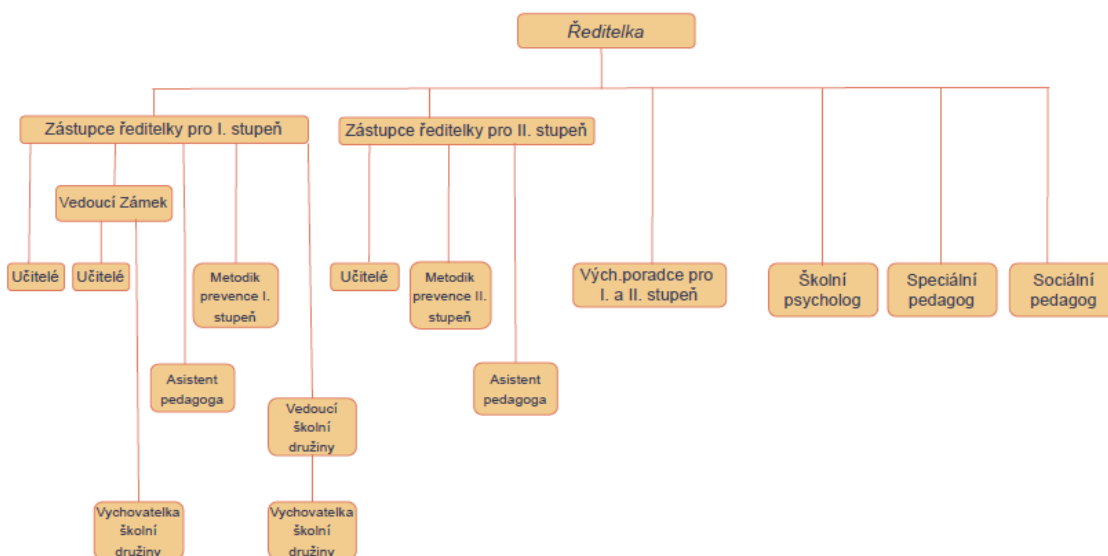 Ředitelka
Zástupce ředitelky pro I. stupeň
Zástupce ředitelky pro II. stupeň
Vedoucí Zámek
Učitelé
Učitelé
Metodik
prevence I.
stupeň
Učitelé
Metodik
prevence II.
stupeň
Vých.poradce pro
I. a II. stupeň
Školní
psycholog
Speciální
pedagog
Sociální
pedagog
Asistent
pedagoga
Asistent
pedagoga
Vedoucí
školní
družiny
Vychovatelka
školní
družiny
Vychovatelka
školní
družiny